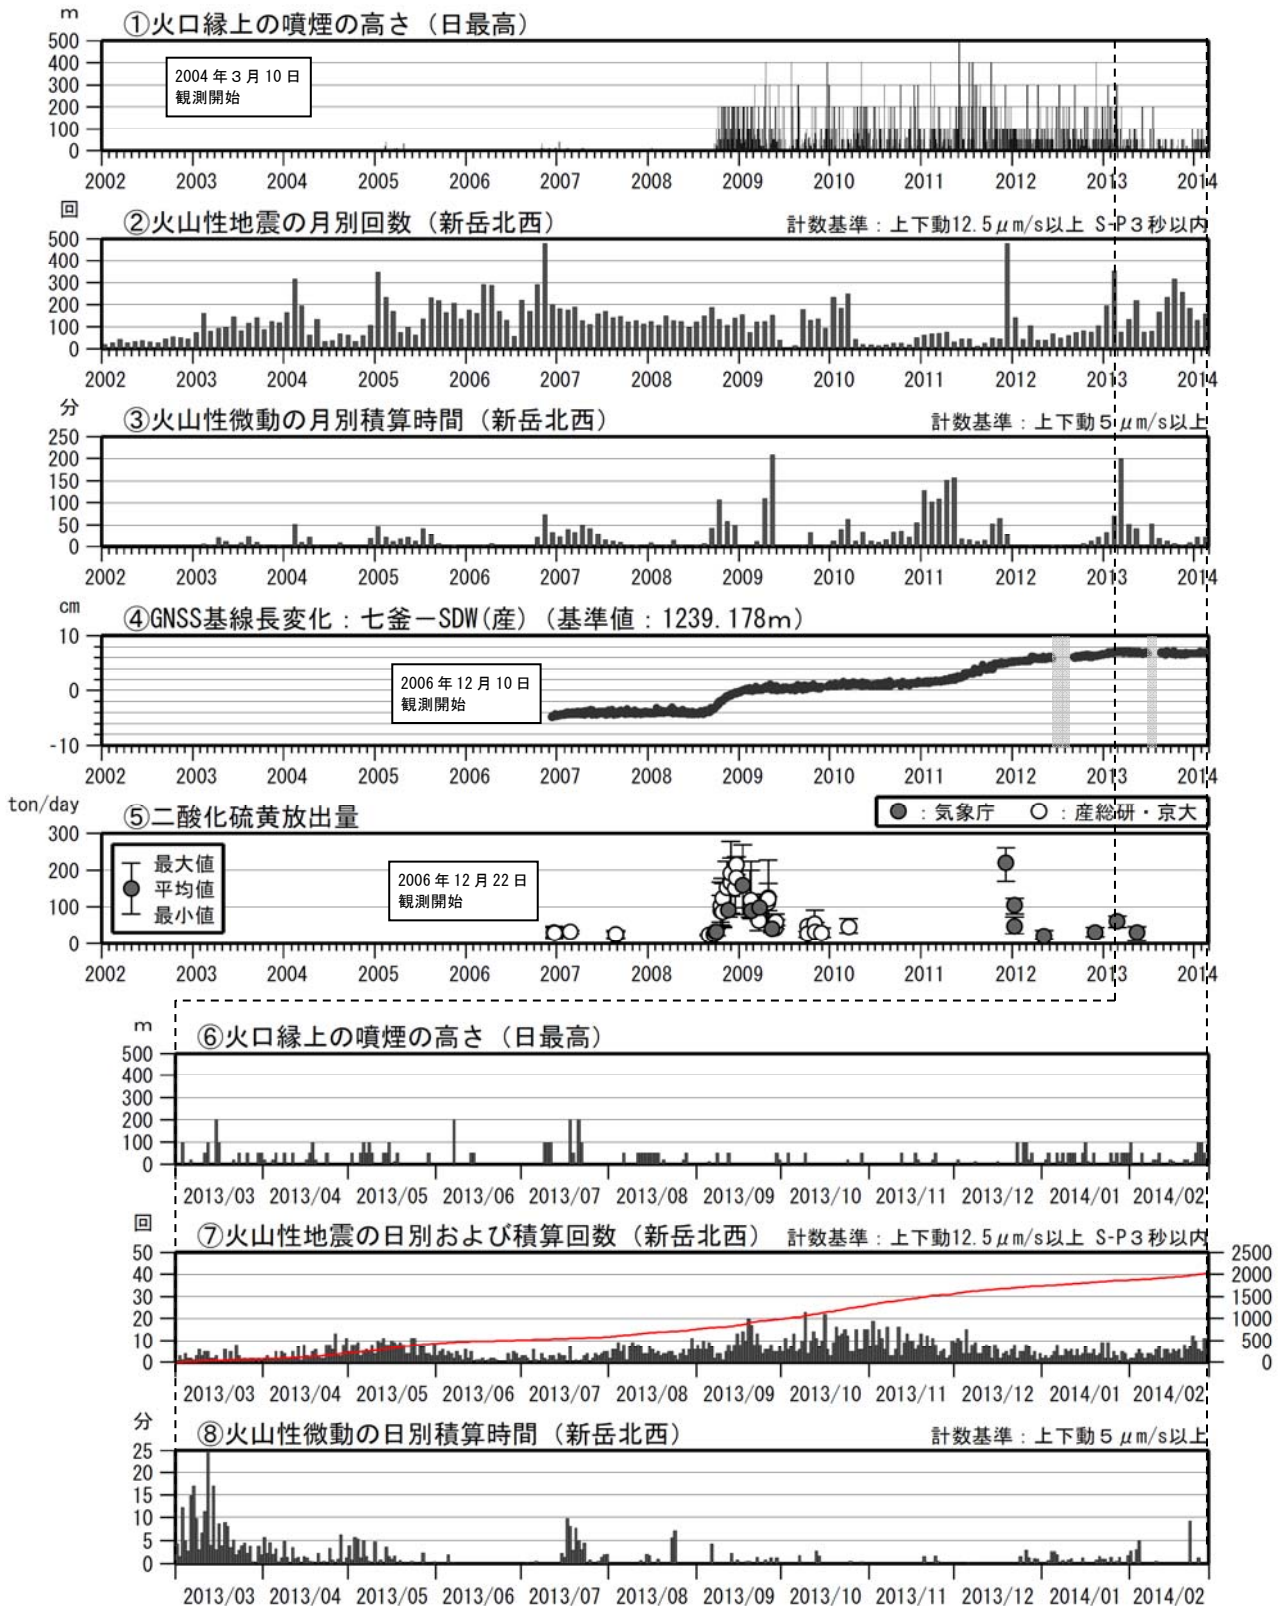 m
①火口縁上の噴煙の高さ（日最高）
500
400
300
200
100
0
2004年3月10日
観測開始
2002 2003 2004 2005 2006 2007 2008 2009 2010 2011 2012 2013 2014
回
②火山性地震の月別回数（新岳北西） 計数基準：上下動12.5μm/s以上 S-P3秒以内
500
400
300
200
100
0
2002 2003 2004 2005 2006 2007 2008 2009 2010 2011 2012 2013 2014
分
③火山性微動の月別積算時間（新岳北西） 計数基準：上下動5μm/s以上
250
200
150
100
50
0
2002 2003 2004 2005 2006 2007 2008 2009 2010 2011 2012 2013 2014
cm
④GNSS基線長変化：七釜－SDW(産)（基準値：1239.178m）
10
0
-10
2006年12月10日
観測開始
2002 2003 2004 2005 2006 2007 2008 2009 2010 2011 2012 2013 2014
ton/day
⑤二酸化硫黄放出量
●：気象庁 ○：産総研・京大
300
200
100
0
最大値
平均値
最小値
2006年12月22日
観測開始
2002 2003 2004 2005 2006 2007 2008 2009 2010 2011 2012 2013 2014
m
⑥火口縁上の噴煙の高さ（日最高）
500
400
300
200
100
0
2013/03 2013/04 2013/05 2013/06 2013/07 2013/08 2013/09 2013/10 2013/11 2013/12 2014/01 2014/02
回
⑦火山性地震の日別および積算回数（新岳北西） 計数基準：上下動12.5μm/s以上 S-P3秒以内
50
40
30
20
10
0
2500
2000
1500
1000
500
0
2013/03 2013/04 2013/05 2013/06 2013/07 2013/08 2013/09 2013/10 2013/11 2013/12 2014/01 2014/02
分
⑧火山性微動の日別積算時間（新岳北西） 計数基準：上下動5μm/s以上
25
20
15
10
5
0
2013/03 2013/04 2013/05 2013/06 2013/07 2013/08 2013/09 2013/10 2013/11 2013/12 2014/01 2014/02